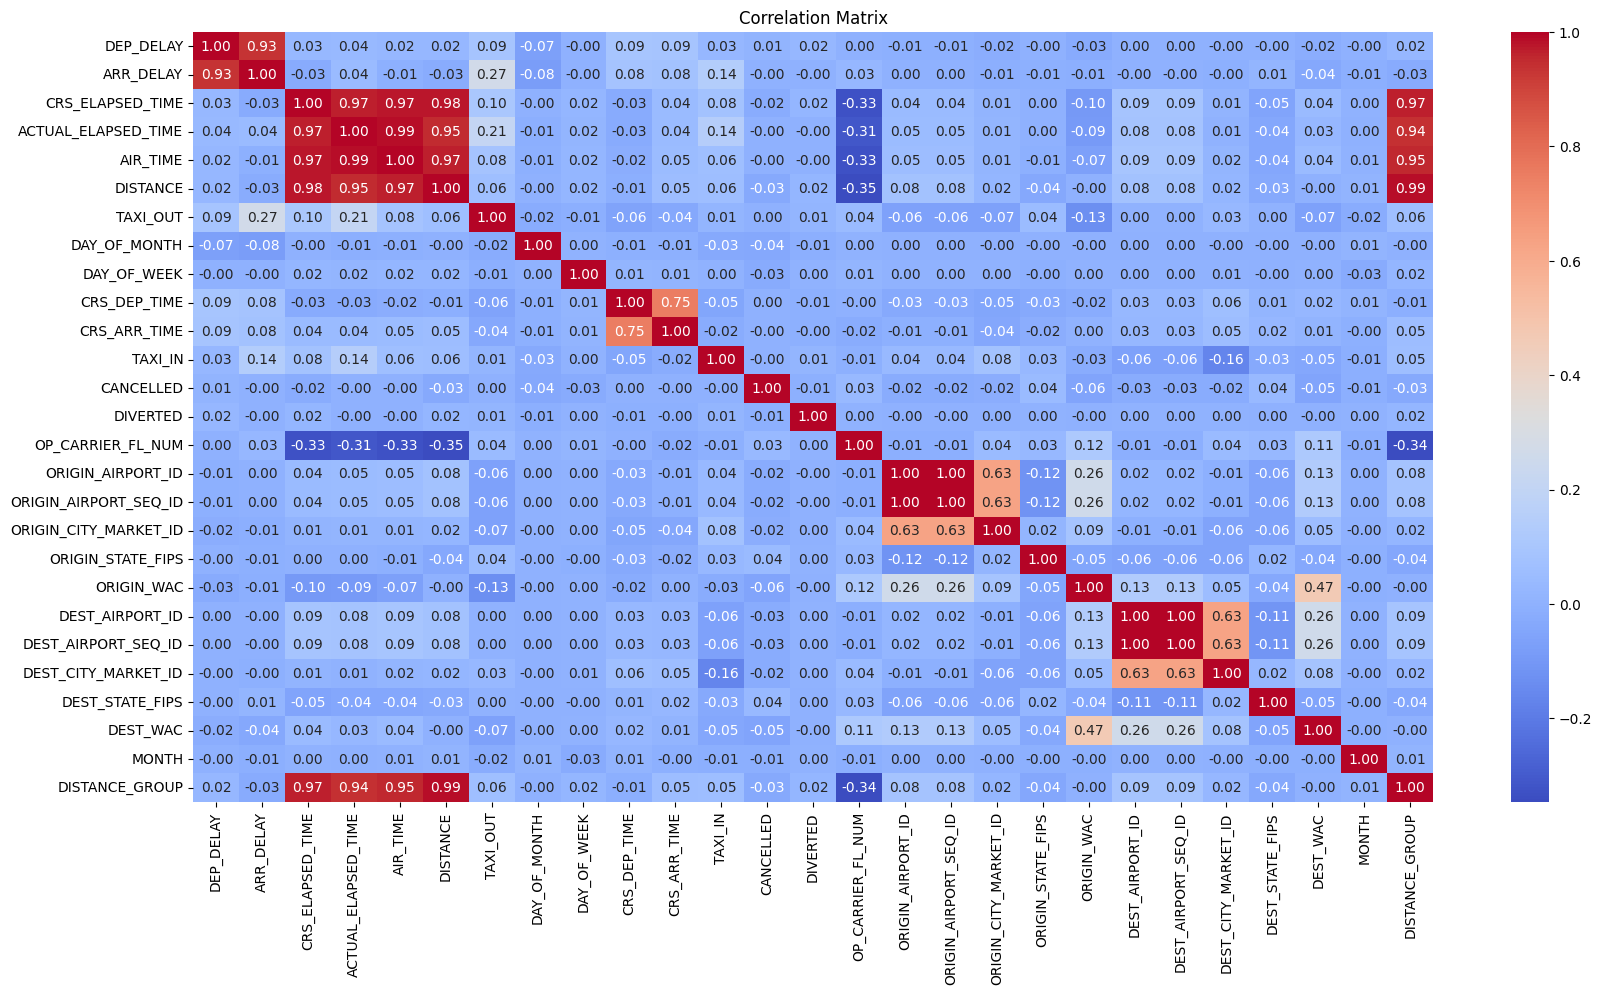 Correlation Matrix
DEP_DELAY 1.00 0.93 0.03 0.04 0.02 0.02 0.09 -0.07 -0.00 0.09 0.09 0.03 0.01 0.02 0.00 -0.01 -0.01 -0.02 -0.00 -0.03 0.00 0.00 -0.00 -0.00 -0.02 -0.00 0.02
ARR_DELAY 0.93 1.00 -0.03 0.04 -0.01 -0.03 0.27 -0.08 -0.00 0.08 0.08 0.14 -0.00 -0.00 0.03 0.00 0.00 -0.01 -0.01 -0.01 -0.00 -0.00 -0.00 0.01 -0.04 -0.01 -0.03
CRS_ELAPSED_TIME 0.03 -0.03 1.00 0.97 0.97 0.98 0.10 -0.00 0.02 -0.03 0.04 0.08 -0.02 0.02 -0.33 0.04 0.04 0.01 0.00 -0.10 0.09 0.09 0.01 -0.05 0.04 0.00 0.97
ACTUAL_ELAPSED_TIME 0.04 0.04 0.97 1.00 0.99 0.95 0.21 -0.01 0.02 -0.03 0.04 0.14 -0.00 -0.00 -0.31 0.05 0.05 0.01 0.00 -0.09 0.08 0.08 0.01 -0.04 0.03 0.00 0.94
AIR_TIME 0.02 -0.01 0.97 0.99 1.00 0.97 0.08 -0.01 0.02 -0.02 0.05 0.06 -0.00 -0.00 -0.33 0.05 0.05 0.01 -0.01 -0.07 0.09 0.09 0.02 -0.04 0.04 0.01 0.95
DISTANCE 0.02 -0.03 0.98 0.95 0.97 1.00 0.06 -0.00 0.02 -0.01 0.05 0.06 -0.03 0.02 -0.35 0.08 0.08 0.02 -0.04 -0.00 0.08 0.08 0.02 -0.03 -0.00 0.01 0.99
TAXI_OUT 0.09 0.27 0.10 0.21 0.08 0.06 1.00 -0.02 -0.01 -0.06 -0.04 0.01 0.00 0.01 0.04 -0.06 -0.06 -0.07 0.04 -0.13 0.00 0.00 0.03 0.00 -0.07 -0.02 0.06
DAY_OF_MONTH -0.07 -0.08 -0.00 -0.01 -0.01 -0.00 -0.02 1.00 0.00 -0.01 -0.01 -0.03 -0.04 -0.01 0.00 0.00 0.00 0.00 -0.00 0.00 0.00 0.00 -0.00 -0.00 -0.00 0.01 -0.00
DAY_OF_WEEK -0.00 -0.00 0.02 0.02 0.02 0.02 -0.01 0.00 1.00 0.01 0.01 0.00 -0.03 0.00 0.01 0.00 0.00 0.00 -0.00 0.00 0.00 0.00 0.01 -0.00 0.00 -0.03 0.02
CRS_DEP_TIME 0.09 0.08 -0.03 -0.03 -0.02 -0.01 -0.06 -0.01 0.01 1.00 0.75 -0.05 0.00 -0.01 -0.00 -0.03 -0.03 -0.05 -0.03 -0.02 0.03 0.03 0.06 0.01 0.02 0.01 -0.01
CRS_ARR_TIME 0.09 0.08 0.04 0.04 0.05 0.05 -0.04 -0.01 0.01 0.75 1.00 -0.02 -0.00 -0.00 -0.02 -0.01 -0.01 -0.04 -0.02 0.00 0.03 0.03 0.05 0.02 0.01 -0.00 0.05
TAXI_IN 0.03 0.14 0.08 0.14 0.06 0.06 0.01 -0.03 0.00 -0.05 -0.02 1.00 -0.00 0.01 -0.01 0.04 0.04 0.08 0.03 -0.03 -0.06 -0.06 -0.16 -0.03 -0.05 -0.01 0.05
CANCELLED 0.01 -0.00 -0.02 -0.00 -0.00 -0.03 0.00 -0.04 -0.03 0.00 -0.00 -0.00 1.00 -0.01 0.03 -0.02 -0.02 -0.02 0.04 -0.06 -0.03 -0.03 -0.02 0.04 -0.05 -0.01 -0.03
DIVERTED 0.02 -0.00 0.02 -0.00 -0.00 0.02 0.01 -0.01 0.00 -0.01 -0.00 0.01 -0.01 1.00 0.00 -0.00 -0.00 -0.00 0.00 -0.00 0.00 0.00 0.00 0.00 -0.00 0.00 0.02
OP_CARRIER_FL_NUM 0.00 0.03 -0.33 -0.31 -0.33 -0.35 0.04 0.00 0.01 -0.00 -0.02 -0.01 0.03 0.00 1.00 -0.01 -0.01 0.04 0.03 0.12 -0.01 -0.01 0.04 0.03 0.11 -0.01 -0.34
ORIGIN_AIRPORT_ID -0.01 0.00 0.04 0.05 0.05 0.08 -0.06 0.00 0.00 -0.03 -0.01 0.04 -0.02 -0.00 -0.01 1.00 1.00 0.63 -0.12 0.26 0.02 0.02 -0.01 -0.06 0.13 0.00 0.08
ORIGIN_AIRPORT_SEQ_ID -0.01 0.00 0.04 0.05 0.05 0.08 -0.06 0.00 0.00 -0.03 -0.01 0.04 -0.02 -0.00 -0.01 1.00 1.00 0.63 -0.12 0.26 0.02 0.02 -0.01 -0.06 0.13 0.00 0.08
ORIGIN_CITY_MARKET_ID -0.02 -0.01 0.01 0.01 0.01 0.02 -0.07 0.00 0.00 -0.05 -0.04 0.08 -0.02 -0.00 0.04 0.63 0.63 1.00 0.02 0.09 -0.01 -0.01 -0.06 -0.06 0.05 -0.00 0.02
ORIGIN_STATE_FIPS -0.00 -0.01 0.00 0.00 -0.01 -0.04 0.04 -0.00 -0.00 -0.03 -0.02 0.03 0.04 0.00 0.03 -0.12 -0.12 0.02 1.00 -0.05 -0.06 -0.06 -0.06 0.02 -0.04 -0.00 -0.04
ORIGIN_WAC -0.03 -0.01 -0.10 -0.09 -0.07 -0.00 -0.13 0.00 0.00 -0.02 0.00 -0.03 -0.06 -0.00 0.12 0.26 0.26 0.09 -0.05 1.00 0.13 0.13 0.05 -0.04 0.47 -0.00 -0.00
DEST_AIRPORT_ID 0.00 -0.00 0.09 0.08 0.09 0.08 0.00 0.00 0.00 0.03 0.03 -0.06 -0.03 0.00 -0.01 0.02 0.02 -0.01 -0.06 0.13 1.00 1.00 0.63 -0.11 0.26 0.00 0.09
DEST_AIRPORT_SEQ_ID 0.00 -0.00 0.09 0.08 0.09 0.08 0.00 0.00 0.00 0.03 0.03 -0.06 -0.03 0.00 -0.01 0.02 0.02 -0.01 -0.06 0.13 1.00 1.00 0.63 -0.11 0.26 0.00 0.09
DEST_CITY_MARKET_ID -0.00 -0.00 0.01 0.01 0.02 0.02 0.03 -0.00 0.01 0.06 0.05 -0.16 -0.02 0.00 0.04 -0.01 -0.01 -0.06 -0.06 0.05 0.63 0.63 1.00 0.02 0.08 -0.00 0.02
DEST_STATE_FIPS -0.00 0.01 -0.05 -0.04 -0.04 -0.03 0.00 -0.00 -0.00 0.01 0.02 -0.03 0.04 0.00 0.03 -0.06 -0.06 -0.06 0.02 -0.04 -0.11 -0.11 0.02 1.00 -0.05 -0.00 -0.04
DEST_WAC -0.02 -0.04 0.04 0.03 0.04 -0.00 -0.07 -0.00 0.00 0.02 0.01 -0.05 -0.05 -0.00 0.11 0.13 0.13 0.05 -0.04 0.47 0.26 0.26 0.08 -0.05 1.00 -0.00 -0.00
MONTH -0.00 -0.01 0.00 0.00 0.01 0.01 -0.02 0.01 -0.03 0.01 -0.00 -0.01 -0.01 0.00 -0.01 0.00 0.00 -0.00 -0.00 -0.00 0.00 0.00 -0.00 -0.00 -0.00 1.00 0.01
DISTANCE_GROUP 0.02 -0.03 0.97 0.94 0.95 0.99 0.06 -0.00 0.02 -0.01 0.05 0.05 -0.03 0.02 -0.34 0.08 0.08 0.02 -0.04 -0.00 0.09 0.09 0.02 -0.04 -0.00 0.01 1.00
DEP_DELAY
ARR_DELAY
CRS_ELAPSED_TIME
ACTUAL_ELAPSED_TIME
AIR_TIME
DISTANCE
TAXI_OUT
DAY_OF_MONTH
DAY_OF_WEEK
CRS_DEP_TIME
CRS_ARR_TIME
TAXI_IN
CANCELLED
DIVERTED
OP_CARRIER_FL_NUM
ORIGIN_AIRPORT_ID
ORIGIN_AIRPORT_SEQ_ID
ORIGIN_CITY_MARKET_ID
ORIGIN_STATE_FIPS
ORIGIN_WAC
DEST_AIRPORT_ID
DEST_AIRPORT_SEQ_ID
DEST_CITY_MARKET_ID
DEST_STATE_FIPS
DEST_WAC
MONTH
DISTANCE_GROUP
1.0
0.8
0.6
0.4
0.2
0.0
−0.2